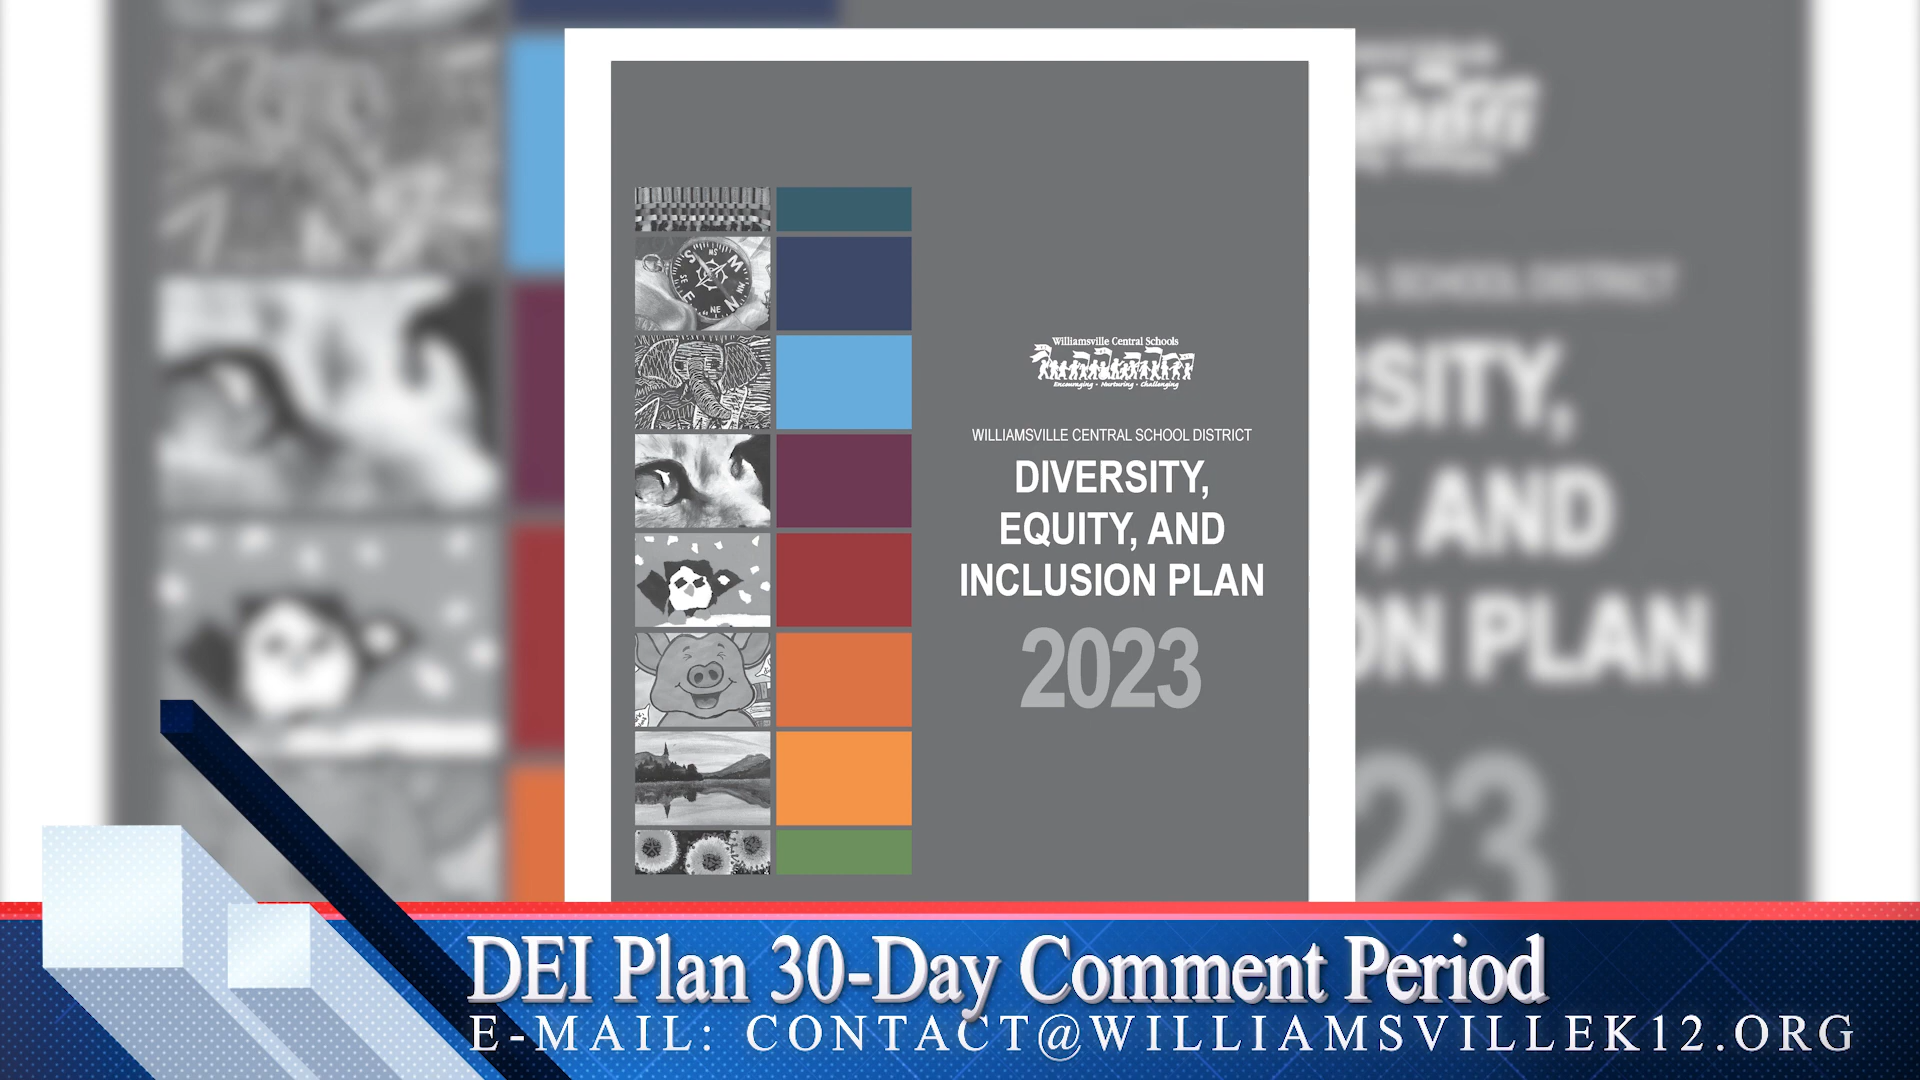 Williamsville Central Schools
Encouraging • Nurturing • Challenging
WILLIAMSVILLE CENTRAL SCHOOL DISTRICT
DIVERSITY,
EQUITY, AND
INCLUSION PLAN
2023
DEI Plan 30-Day Comment Period
E-MAIL: CONTACT@WILLIAMSVILLEK12.ORG